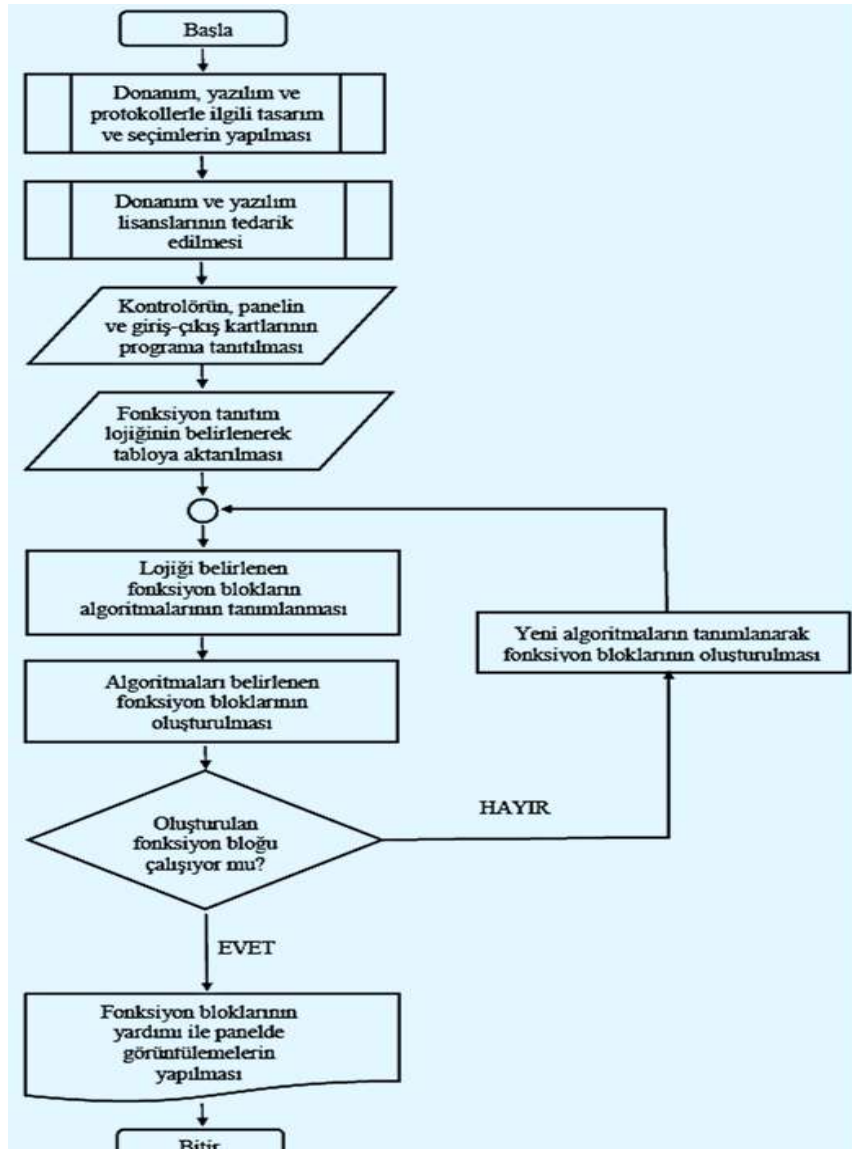 Başla
Donanım, yazılım ve
protokollerle ilgili tasarım
ve seçimlerin yapılması
Donanım ve yazılım
lisanslarının tedarik
edilmesi
Kontrolörün, panelin
ve giriş-çıkış kartlarının
programa tanıtılması
Fonksiyon tanıtım
lojiğinin belirlenerek
tabloya aktarılması
Lojiği belirlenen
fonksiyon blokların
algoritmalarının tanımlanması
Yeni algoritmaların tanımlanarak
fonksiyon bloklarının oluşturulması
Algoritmaları belirlenen
fonksiyon bloklarının
oluşturulması
Oluşturulan
fonksiyon bloğu
çalışıyor mu?
HAYIR
EVET
Fonksiyon bloklarının
yardımı ile panelde
görüntülemelerin
yapılması
Bitir